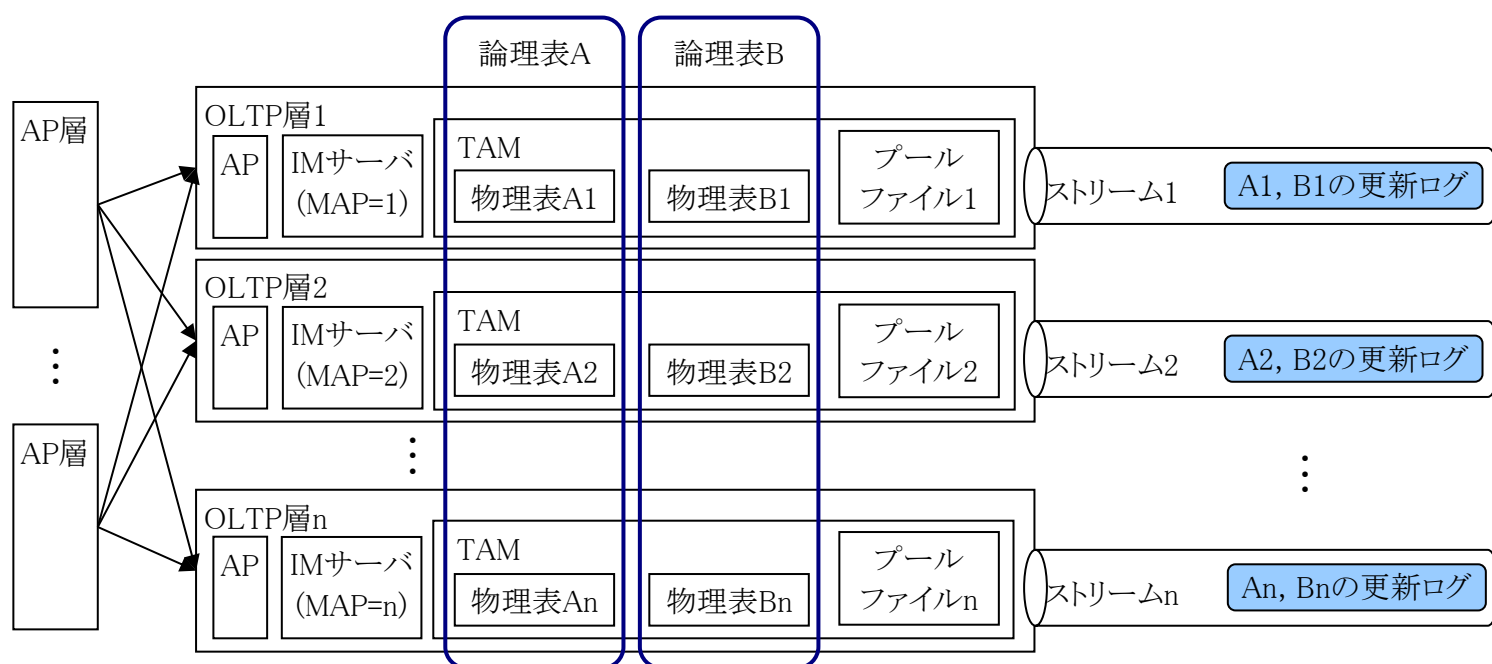 論理表A
論理表B
AP層
OLTP層1
AP
IMサーバ
(MAP=1)
TAM
物理表A1
物理表B1
プール
ファイル1
ストリーム1
A1, B1の更新ログ
OLTP層2
AP
IMサーバ
(MAP=2)
TAM
物理表A2
物理表B2
プール
ファイル2
ストリーム2
A2, B2の更新ログ
⋮
AP層
⋮
⋮
OLTP層n
AP
IMサーバ
(MAP=n)
TAM
物理表An
物理表Bn
プール
ファイルn
ストリームn
An, Bnの更新ログ